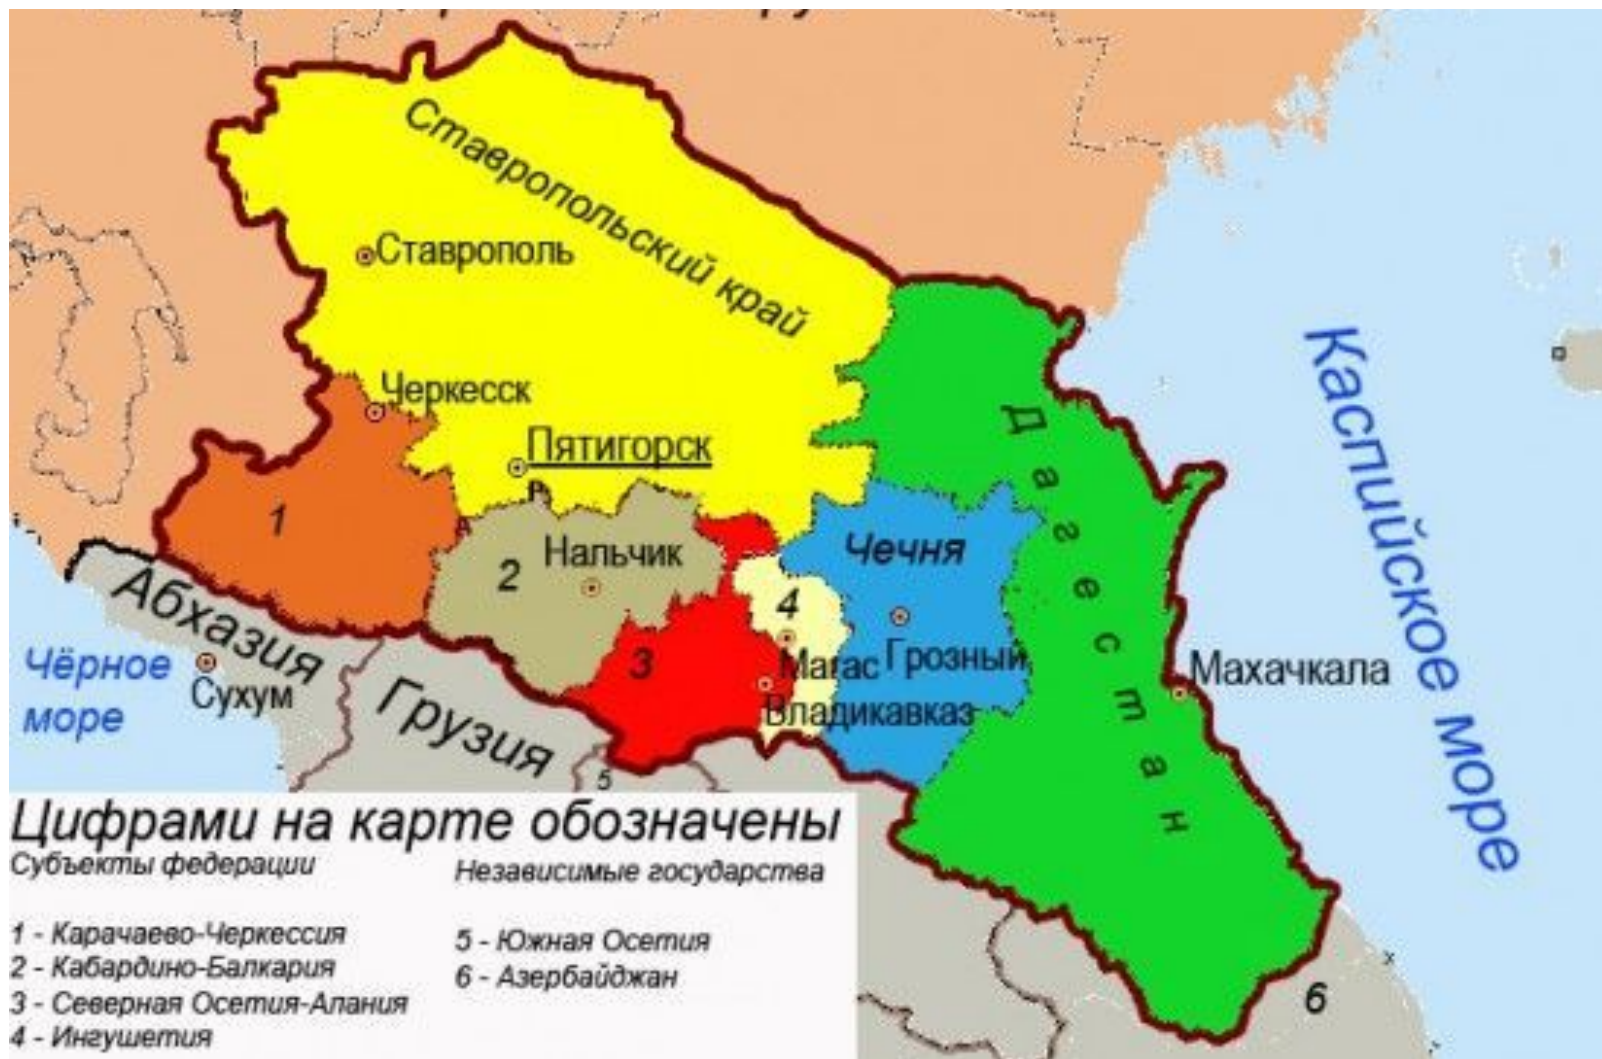 Ставропольский край
Ставрополь
Черкесск
Пятигорск
1
2
Нальчик
3
4
Чечня
Магас
Грозный
Владикавказ
Дагестан
Махачкала
Каспийское море
Абхазия
Чёрное
море
Сухум
Грузия
5
6
Цифрами на карте обозначены
Субъекты федерации
1 - Карачаево-Черкессия
2 - Кабардино-Балкария
3 - Северная Осетия-Алания
4 - Ингушетия
Независимые государства
5 - Южная Осетия
6 - Азербайджан